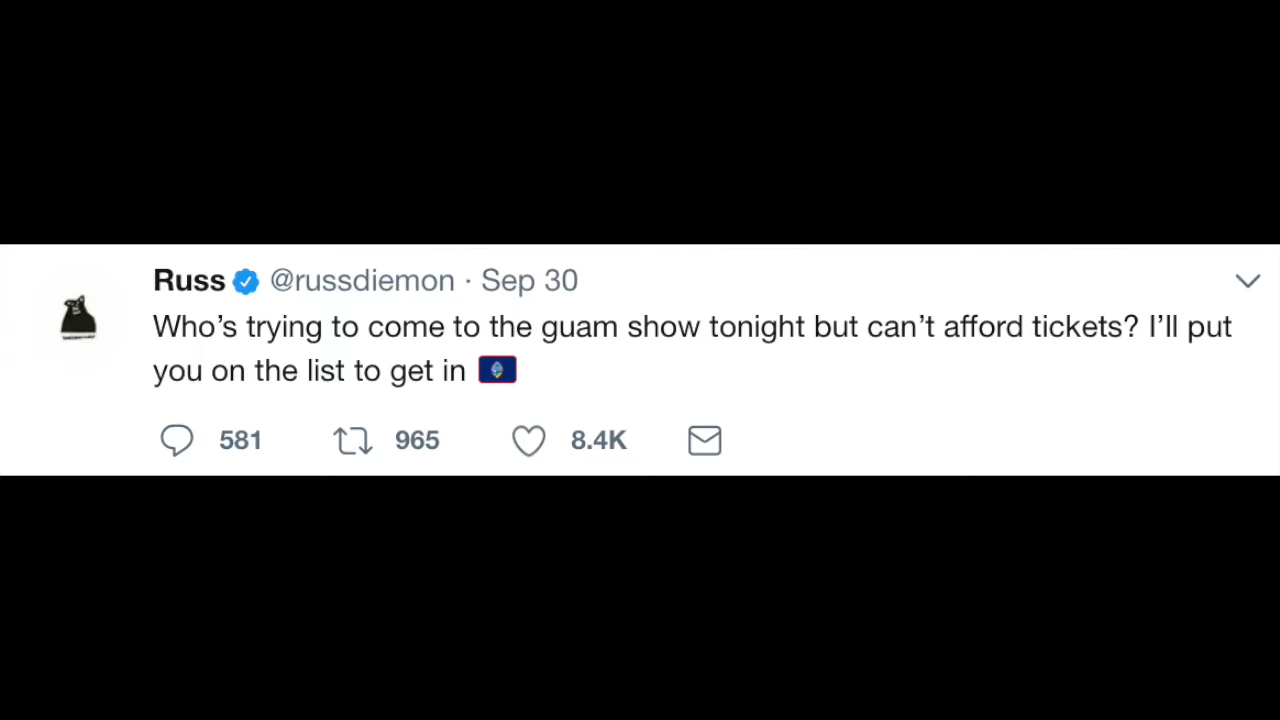 Russ @russdiemon · Sep 30
Who’s trying to come to the guam show tonight but can’t afford tickets? I’ll put
you on the list to get in 🇬🇺
581 965 8.4K